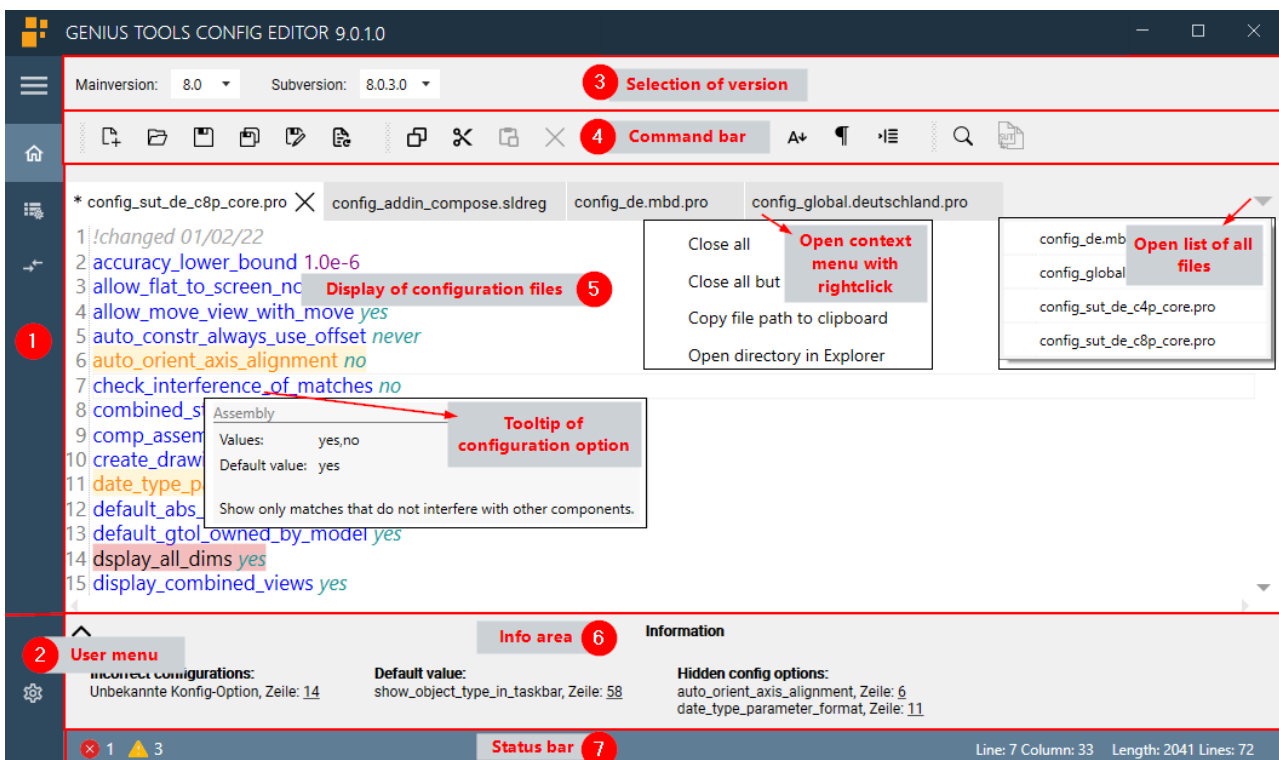 GENIUS TOOLS CONFIG EDITOR 9.0.1.0
Mainversion: 8.0 Subversion: 8.0.3.0
3 Selection of version
4 Command bar
SUT
* config_sut_de_c8p_core.pro config_addin_compose.sldreg config_de.mbd.pro config_global.deutschland.pro
1 !changed 01/02/22
2 accuracy_lower_bound 1.0e-6
3 allow_flat_to_screen_nc
4 allow_move_view_with_move yes
5 auto_constr_always_use_offset never
6 auto_orient_axis_alignment no
7 check_interference_of_matches no
8 combined_st
9 comp_assem
10 create_drawi
11 date_type_p
12 default_abs_
13 default_gtol_owned_by_model yes
14 dsplay_all_dims yes
15 display_combined_views yes
Display of configuration files 5
1
Close all
Close all but
Copy file path to clipboard
Open directory in Explorer
Open context
menu with
rightclick
config_de.mb
config_global
config_sut_de_c4p_core.pro
config_sut_de_c8p_core.pro
Open list of all
files
Assembly
Values: yes,no
Default value: yes
Show only matches that do not interfere with other components.
Tooltip of
configuration option
2 User menu
Info area 6
Information
Incorrect configurations:
Unbekannte Konfig-Option, Zeile: 14
Default value:
show_object_type_in_taskbar, Zeile: 58
Hidden config options:
auto_orient_axis_alignment, Zeile: 6
date_type_parameter_format, Zeile: 11
1 3
Status bar 7
Line: 7 Column: 33 Length: 2041 Lines: 72